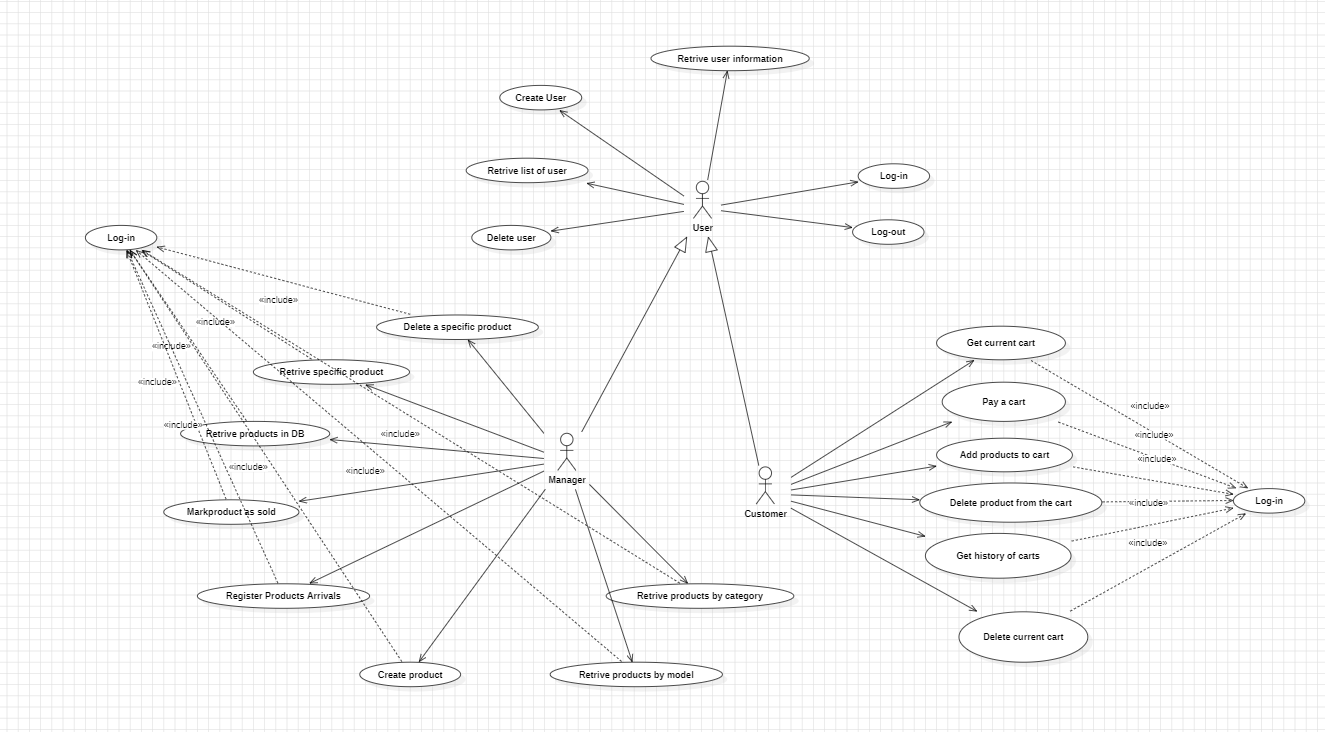 Retrive user information
Create User
Retrive list of user
Log-in
User
Log-out
Delete user
Log-in
«include»
«include»
Delete a specific product
«include»
Retrive specific product
«include»
«include»
Retrive products in DB
«include»
«include»
«include»
Manager
Markproduct as sold
Register Products Arrivals
Retrive products by category
Create product
Retrive products by model
Get current cart
Pay a cart
«include»
«include»
Add products to cart
«include»
Customer
Delete product from the cart
«include»
Log-in
Get history of carts
«include»
Delete current cart